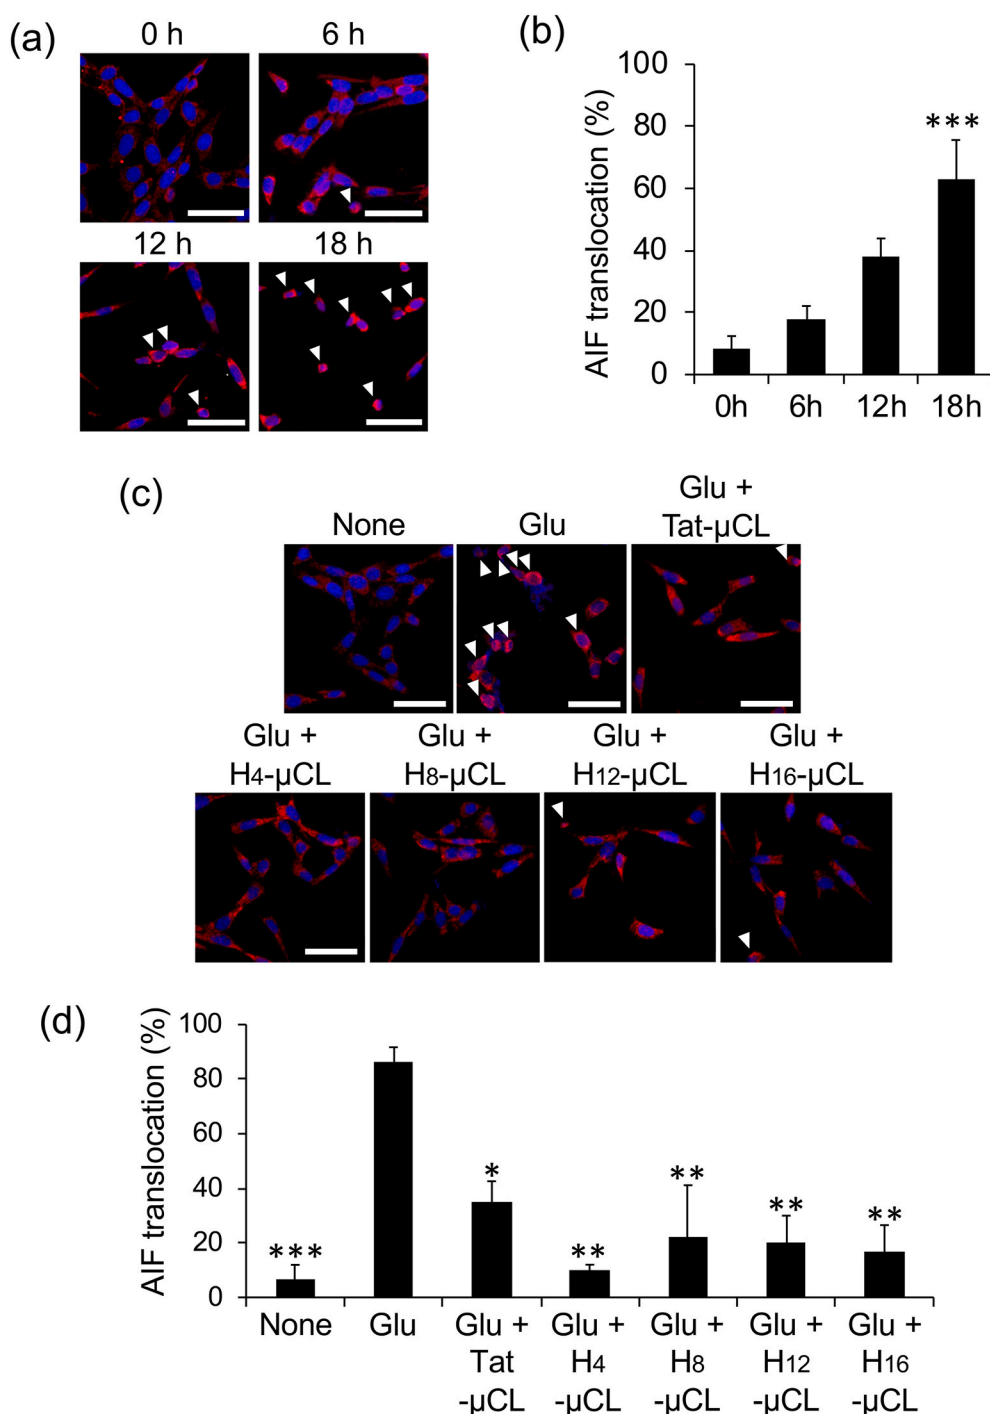 (a)
0 h
6 h
12 h
18 h
(b)
AIF translocation (%)
100
80
60
40
20
0
***
0h
6h
12h
18h
(c)
None
Glu
Glu +
Tat-µCL
Glu +
H4-µCL
Glu +
H8-µCL
Glu +
H12-µCL
Glu +
H16-µCL
(d)
AIF translocation (%)
100
80
60
40
20
0
***
*
**
**
**
**
None
Glu
Glu +
Tat
-µCL
Glu +
H4
-µCL
Glu +
H8
-µCL
Glu +
H12
-µCL
Glu +
H16
-µCL